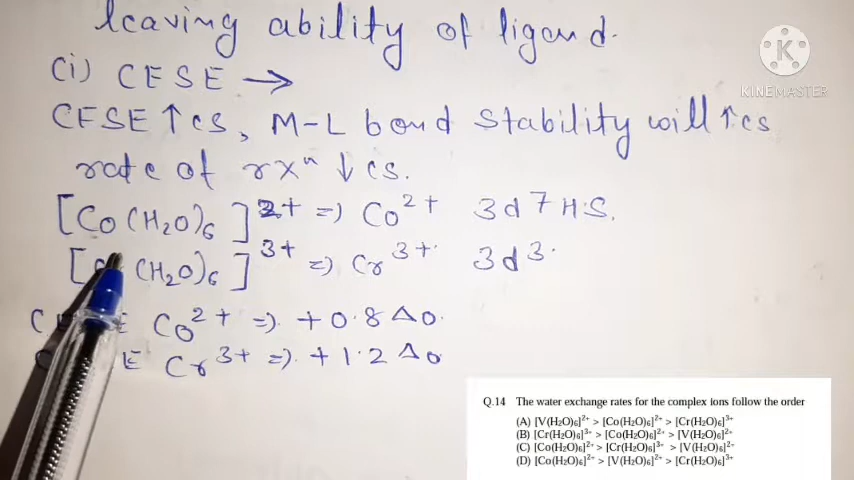 leaving ability of ligand.
KINEMASTER
(i) CFSE →
CFSE ↑cs, M-L bond stability will ↑cs
rate of rxⁿ ↓cs.
[Co(H₂O)₆]²⁺ ⇒ Co²⁺ 3d⁷ H.S.
[ (H₂O)₆]³⁺ ⇒ Cr³⁺ 3d³.
Co²⁺ ⇒ +0.8 Δo.
Cr³⁺ ⇒ +1.2 Δo
Q.14 The water exchange rates for the complex ions follow the order
(A) [V(H₂O)₆]²⁺ > [Co(H₂O)₆]²⁺ > [Cr(H₂O)₆]³⁺
(B) [Cr(H₂O)₆]³⁺ > [Co(H₂O)₆]²⁺ > [V(H₂O)₆]²⁺
(C) [Co(H₂O)₆]²⁺ > [Cr(H₂O)₆]³⁺ > [V(H₂O)₆]²⁺
(D) [Co(H₂O)₆]²⁺ > [V(H₂O)₆]²⁺ > [Cr(H₂O)₆]³⁺